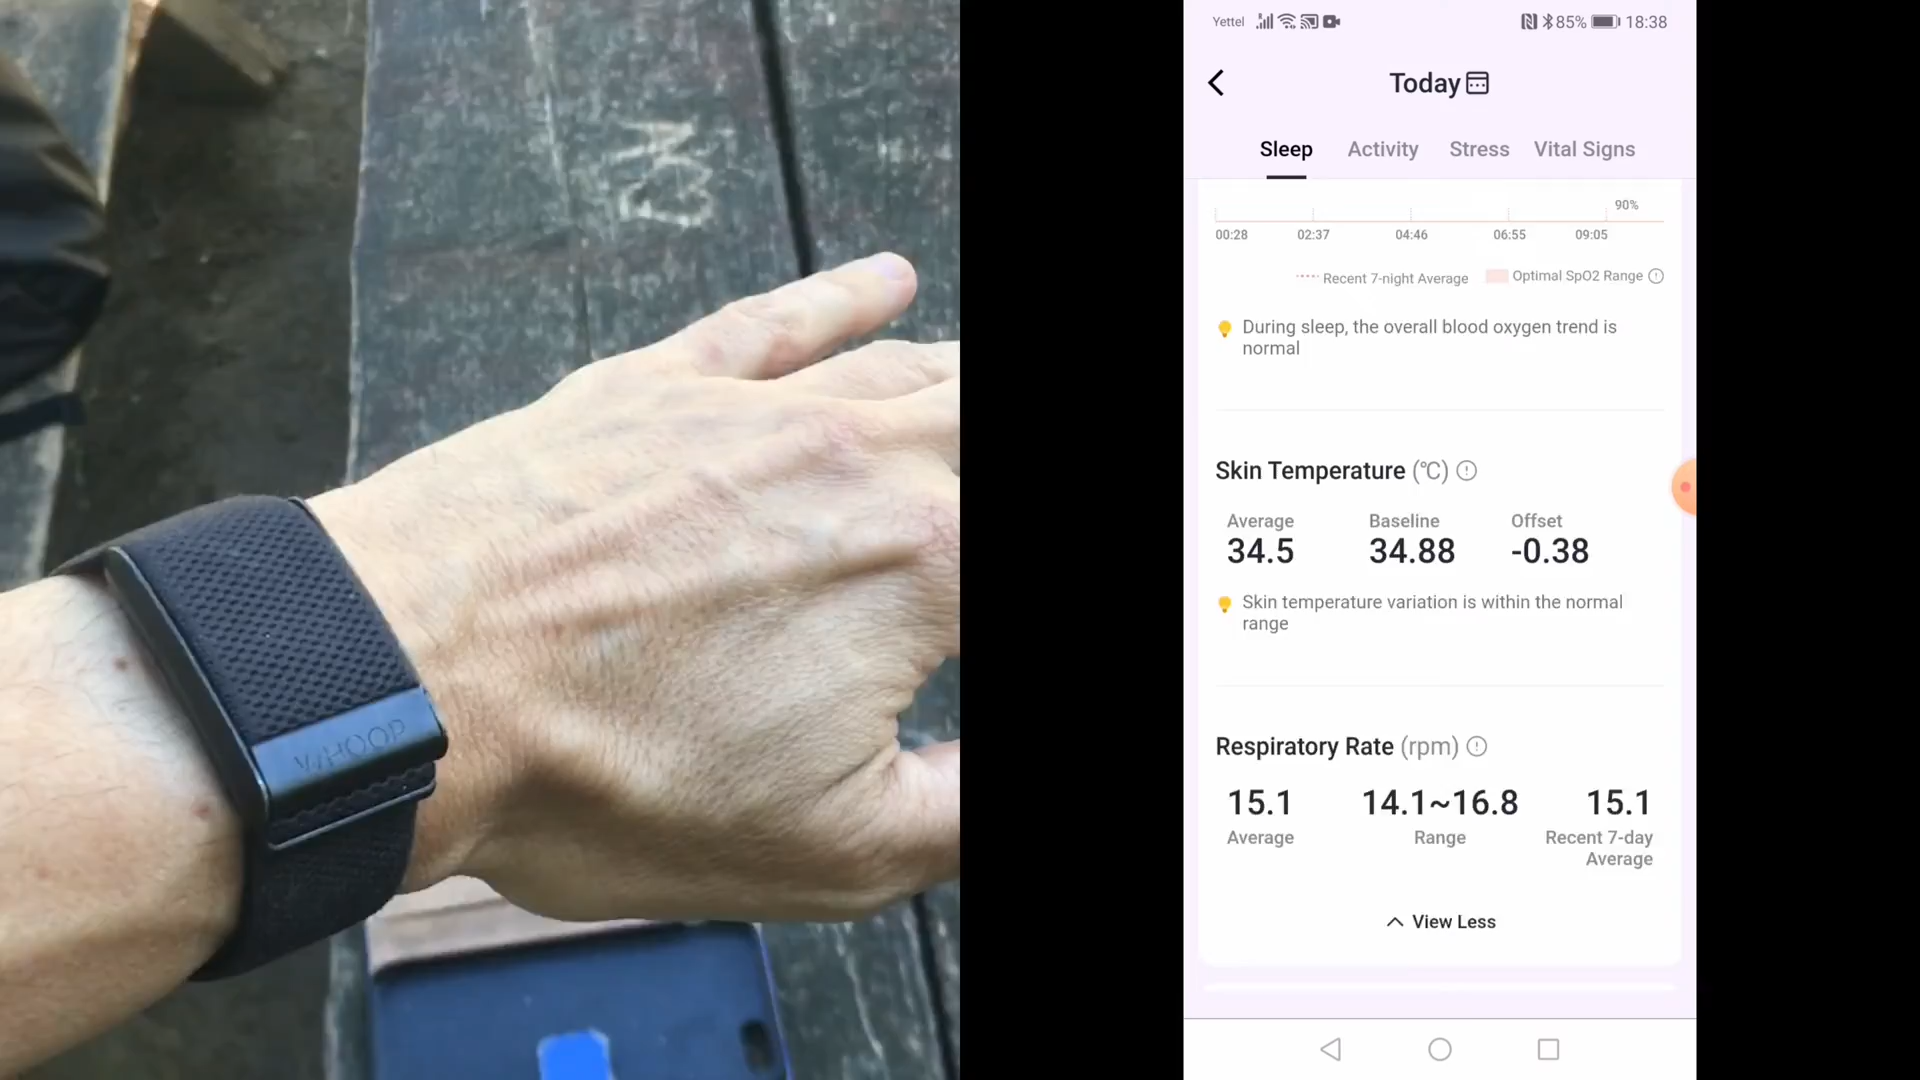 WHOOP
Yettel 85% 18:38
Today
Sleep Activity Stress Vital Signs
90%
00:28 02:37 04:46 06:55 09:05
Recent 7-night Average Optimal SpO2 Range
During sleep, the overall blood oxygen trend is
normal
Skin Temperature (℃)
Average Baseline Offset
34.5 34.88 -0.38
Skin temperature variation is within the normal
range
Respiratory Rate (rpm)
15.1 14.1~16.8 15.1
Average Range Recent 7-day
Average
View Less